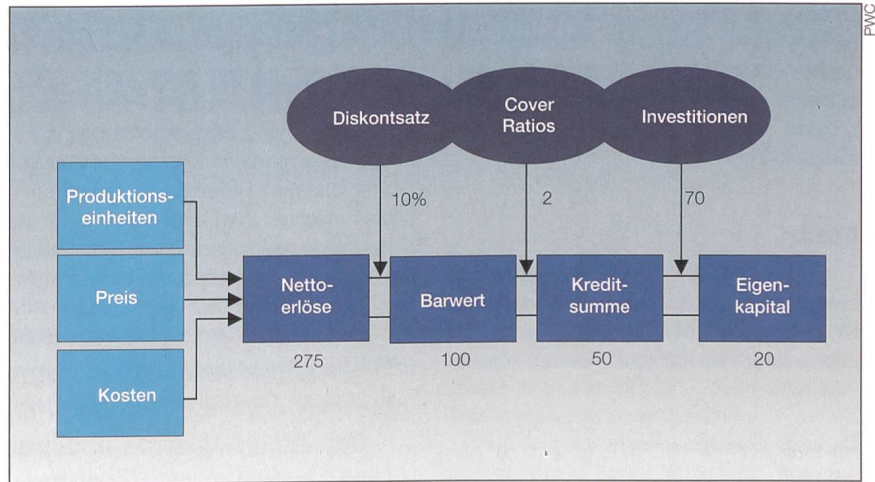 PWC
Diskontsatz
Cover
Ratios
Investitionen
10%
2
70
Produktions-
einheiten
Preis
Kosten
Netto-
erlöse
Barwert
Kredit-
summe
Eigen-
kapital
275
100
50
20